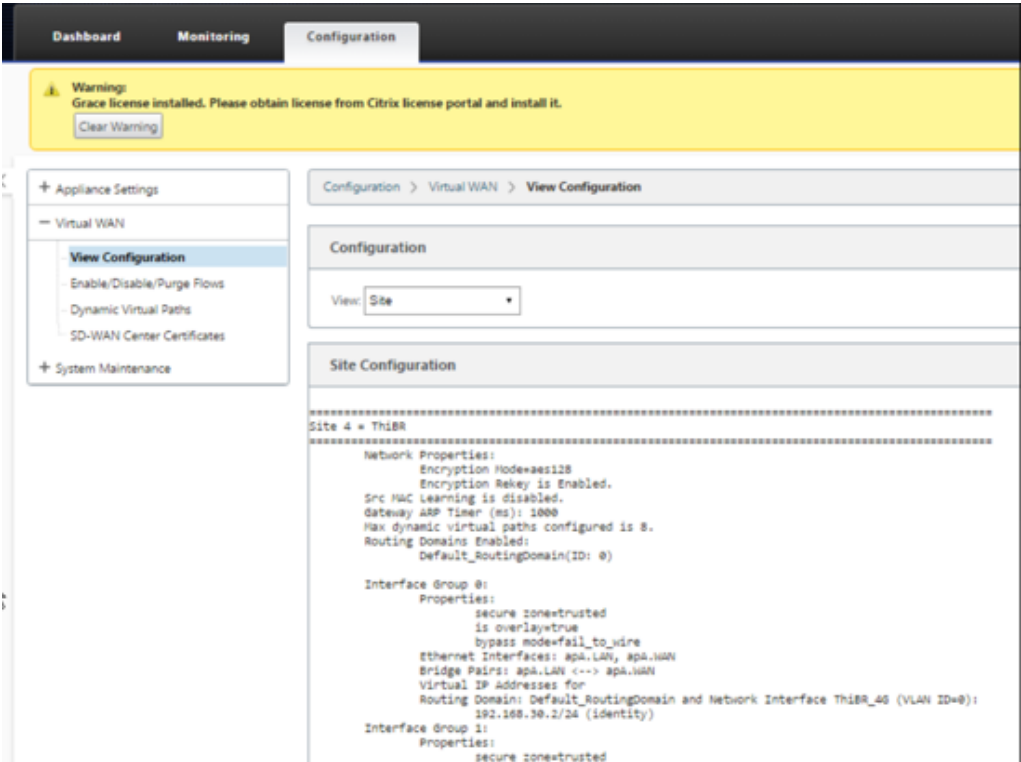 Dashboard Monitoring Configuration
Warning:
Grace license installed. Please obtain license from Citrix license portal and install it.
Clear Warning
+ Appliance Settings
− Virtual WAN
View Configuration
Enable/Disable/Purge Flows
Dynamic Virtual Paths
SD-WAN Center Certificates
+ System Maintenance
Configuration > Virtual WAN > View Configuration
Configuration
View: Site
Site Configuration
====================================================================================================
Site 4 = ThiBR
====================================================================================================
Network Properties:
Encryption Mode=aes128
Encryption Rekey is Enabled.
Src MAC Learning is disabled.
Gateway ARP Timer (ms): 1000
Max dynamic virtual paths configured is 8.
Routing Domains Enabled:
Default_RoutingDomain(ID: 0)
Interface Group 0:
Properties:
secure zone=trusted
is overlay=true
bypass mode=fail_to_wire
Ethernet Interfaces: apA.LAN, apA.WAN
Bridge Pairs: apA.LAN <--> apA.WAN
Virtual IP Addresses for
Routing Domain: Default_RoutingDomain and Network Interface ThiBR_4G (VLAN ID=0):
192.168.30.2/24 (identity)
Interface Group 1:
Properties:
secure zone=trusted